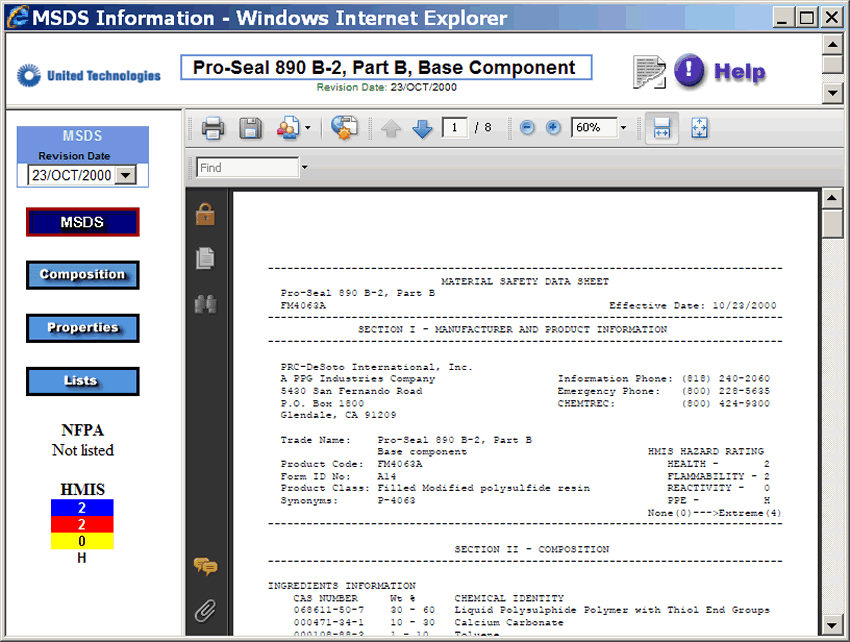 MSDS Information - Windows Internet Explorer
United Technologies
Pro-Seal 890 B-2, Part B, Base Component
Revision Date: 23/OCT/2000
Help
MSDS
Revision Date
23/OCT/2000
MSDS
Composition
Properties
Lists
NFPA
Not listed
HMIS
2
2
0
H
1 / 8
60%
Find
MATERIAL SAFETY DATA SHEET
Pro-Seal 890 B-2, Part B
FM4063A Effective Date: 10/23/2000
SECTION I - MANUFACTURER AND PRODUCT INFORMATION
PRC-DeSoto International, Inc.
A PPG Industries Company Information Phone: (818) 240-2060
5430 San Fernando Road Emergency Phone: (800) 228-5635
P.O. Box 1800 CHEMTREC: (800) 424-9300
Glendale, CA 91209
Trade Name: Pro-Seal 890 B-2, Part B
Base component HMIS HAZARD RATING
Product Code: FM4063A HEALTH - 2
Form ID No: A14 FLAMMABILITY - 2
Product Class: Filled Modified polysulfide resin REACTIVITY - 0
Synonyms: P-4063 PPE - H
None(0)--->Extreme(4)
SECTION II - COMPOSITION
INGREDIENTS INFORMATION
CAS NUMBER Wt % CHEMICAL IDENTITY
068611-50-7 30 - 60 Liquid Polysulphide Polymer with Thiol End Groups
000471-34-1 10 - 30 Calcium Carbonate
000108-88-3 1 - 10 Toluene